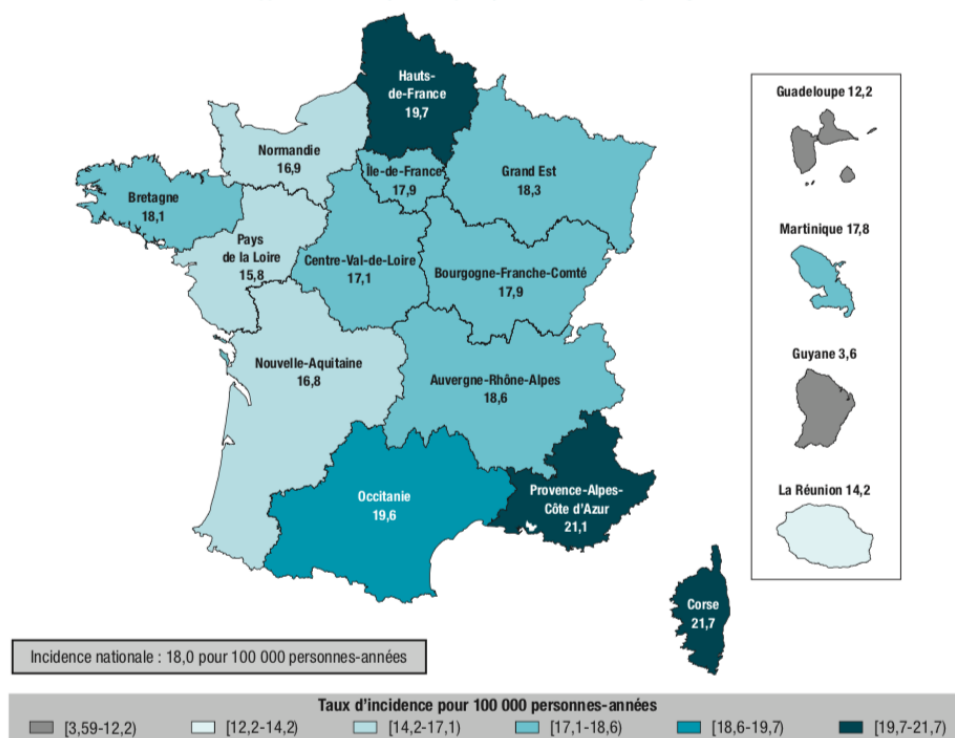 Hauts-
de-France
19,7
Normandie
16,9
Île-de-France
17,9
Grand Est
18,3
Bretagne
18,1
Pays
de la Loire
15,8
Centre-Val-de-Loire
17,1
Bourgogne-Franche-Comté
17,9
Nouvelle-Aquitaine
16,8
Auvergne-Rhône-Alpes
18,6
Occitanie
19,6
Provence-Alpes-
Côte d'Azur
21,1
Corse
21,7
Guadeloupe 12,2
Martinique 17,8
Guyane 3,6
La Réunion 14,2
Incidence nationale : 18,0 pour 100 000 personnes-années
Taux d'incidence pour 100 000 personnes-années
[3,59-12,2) [12,2-14,2) [14,2-17,1) [17,1-18,6) [18,6-19,7) [19,7-21,7)